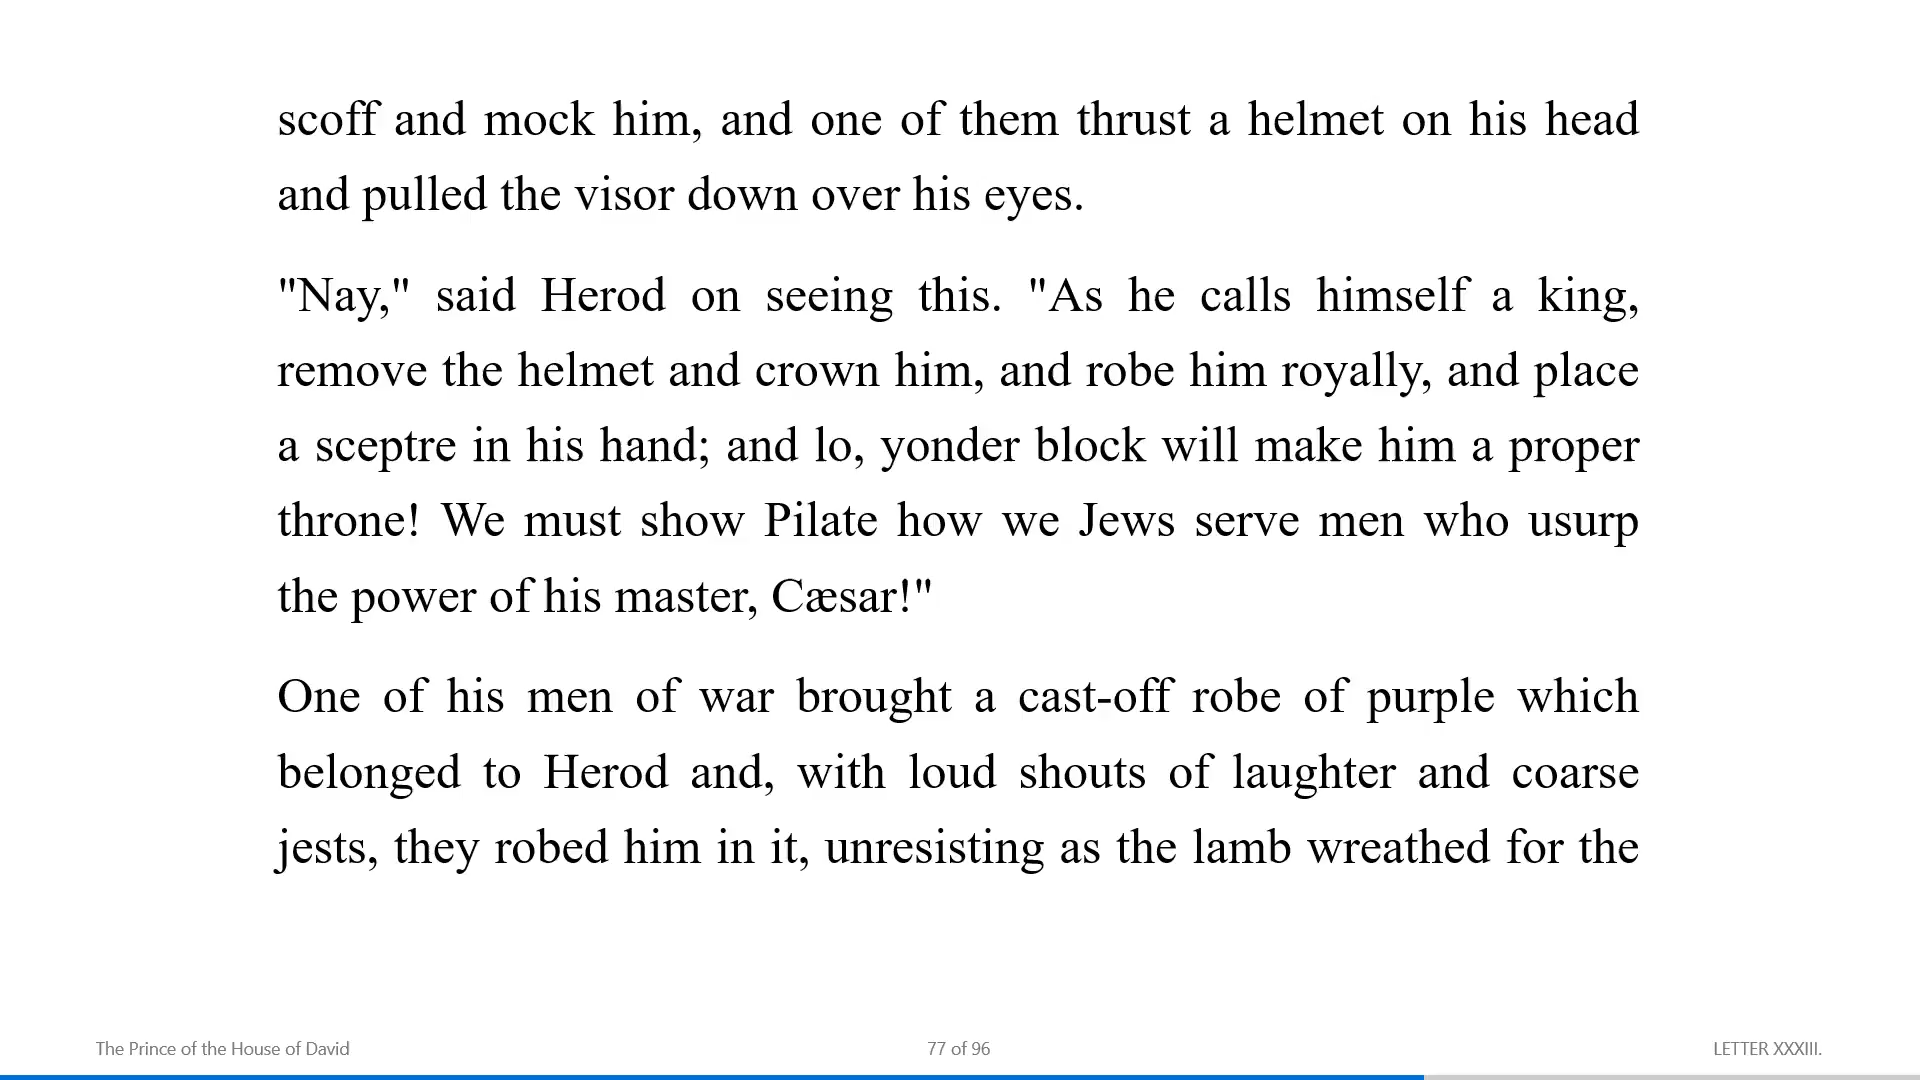 scoff and mock him, and one of them thrust a helmet on his head
and pulled the visor down over his eyes.
"Nay," said Herod on seeing this. "As he calls himself a king,
remove the helmet and crown him, and robe him royally, and place
a sceptre in his hand; and lo, yonder block will make him a proper
throne! We must show Pilate how we Jews serve men who usurp
the power of his master, Cæsar!"
One of his men of war brought a cast-off robe of purple which
belonged to Herod and, with loud shouts of laughter and coarse
jests, they robed him in it, unresisting as the lamb wreathed for the
The Prince of the House of David
77 of 96
LETTER XXXIII.